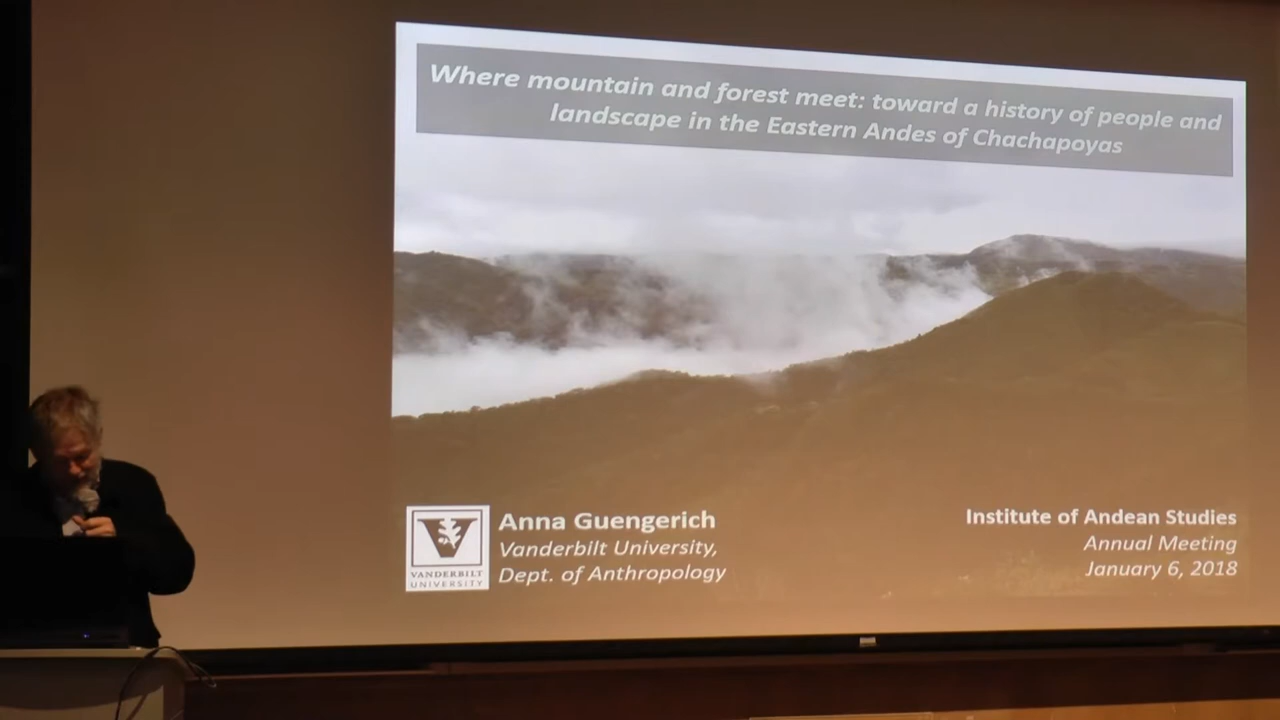 Where mountain and forest meet: toward a history of people and
landscape in the Eastern Andes of Chachapoyas
VANDERBILT
UNIVERSITY
Anna Guengerich
Vanderbilt University,
Dept. of Anthropology
Institute of Andean Studies
Annual Meeting
January 6, 2018